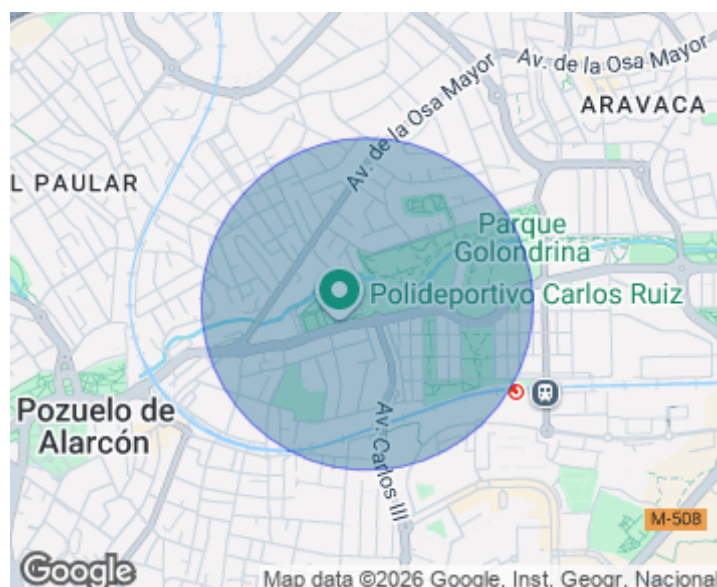 Av. de la Osa Mayor
Av. de la Osa Mayor
ARAVACA
L PAULAR
Parque
Golondrina
Polideportivo Carlos Ruiz
Pozuelo de
Alarcón
Av. Carlos III
M-508
Google
Map data ©2026 Google, Inst. Geogr. Nacional